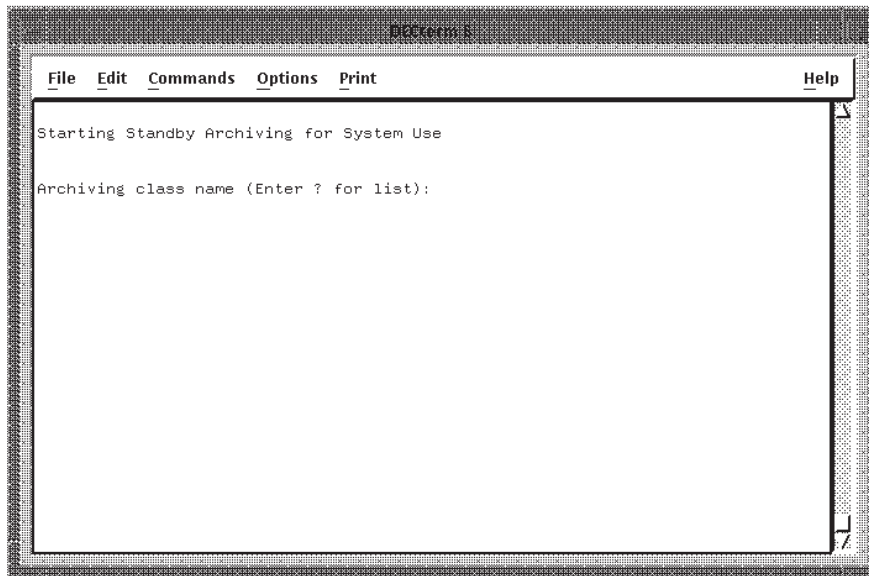 DECterm 8
File Edit Commands Options Print Help
Starting Standby Archiving for System Use
Archiving class name (Enter ? for list):